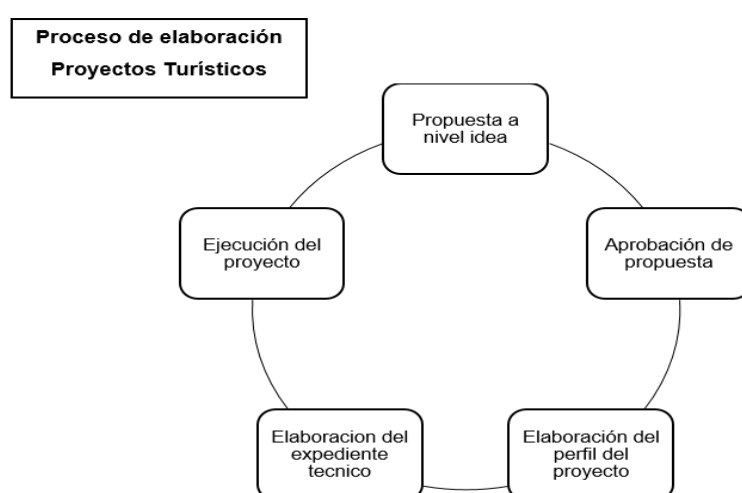 Proceso de elaboración
Proyectos Turísticos
Propuesta a
nivel idea
Aprobación de
propuesta
Elaboración del
perfil del
proyecto
Elaboracion del
expediente
tecnico
Ejecución del
proyecto